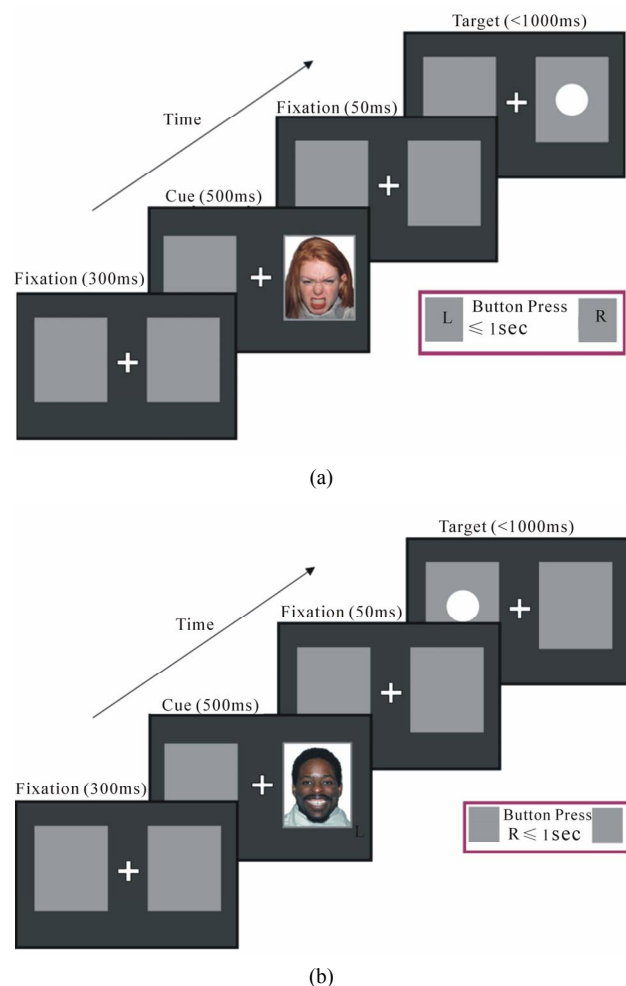 Target (<1000ms)
Time
Fixation (50ms)
Cue (500ms)
Fixation (300ms)
L Button Press R
≤ 1sec
(a)
Target (<1000ms)
Time
Fixation (50ms)
Cue (500ms)
Fixation (300ms)
L
Button Press
R ≤ 1sec
(b)